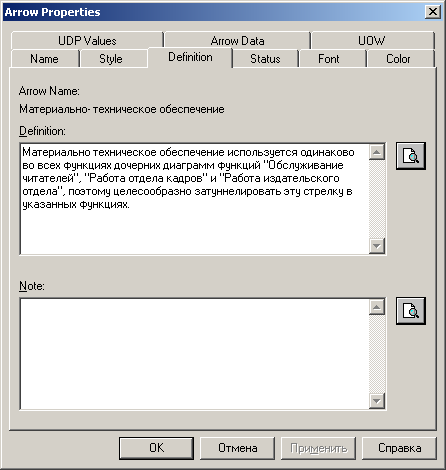 Arrow Properties
UDP Values Arrow Data UOW
Name Style Definition Status Font Color
Arrow Name:
Материально- техническое обеспечение
Definition:
Материально техническое обеспечение используется одинаково
во всех функциях дочерних диаграмм функций "Обслуживание
читателей", "Работа отдела кадров" и "Работа издательского
отдела", поэтому целесообразно затуннелировать эту стрелку в
указанных функциях.
Note:
OK Отмена Применить Справка